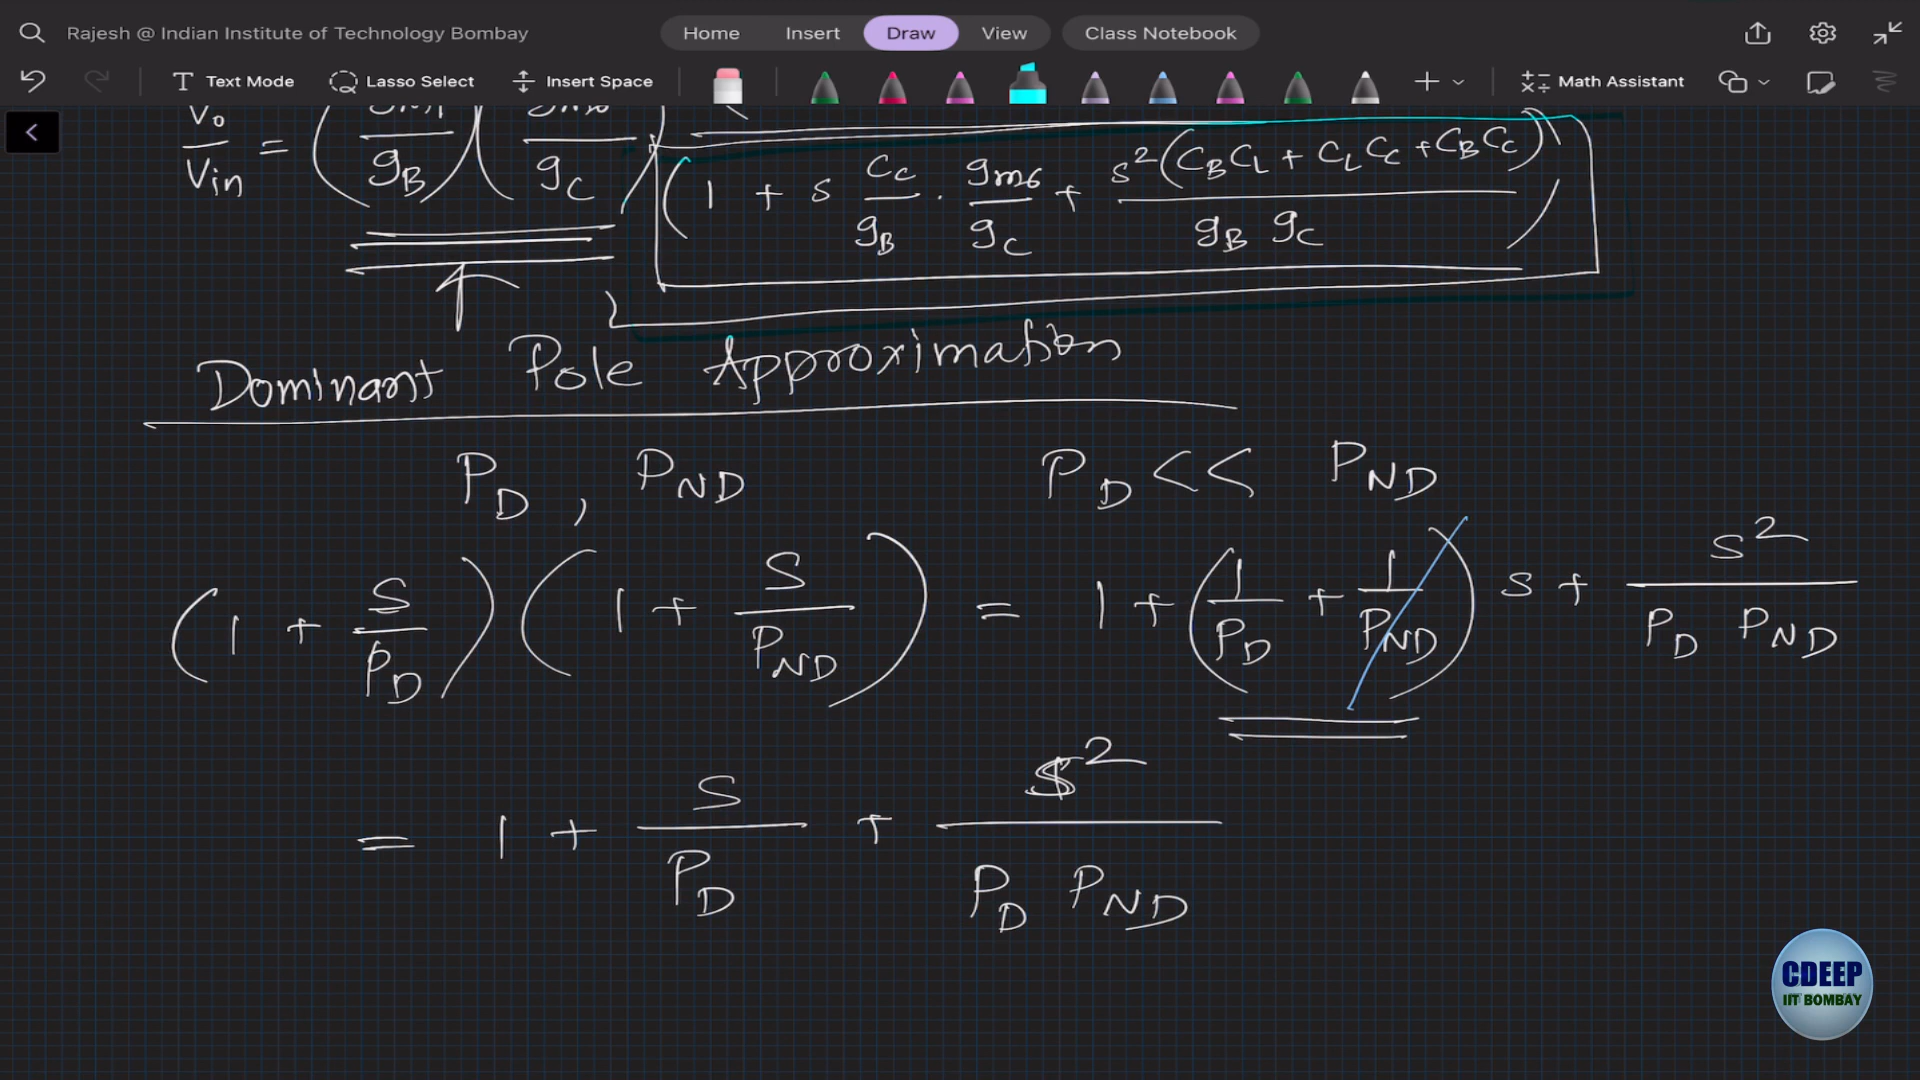 Rajesh @ Indian Institute of Technology Bombay Home Insert Draw View Class Notebook
Text Mode Lasso Select Insert Space Math Assistant
Vo/Vin = ( /gB)( /gC)
(1 + s Cc/gB · gm6/gC + s²(CBCL + CLCc + CBCc)/gB gC)
Dominant Pole Approximation
PD , PND PD << PND
(1 + S/PD)(1 + S/PND) = 1 + (1/PD + 1/PND) s + s²/PD PND
= 1 + S/PD + S²/PD PND
CDEEP
IIT BOMBAY